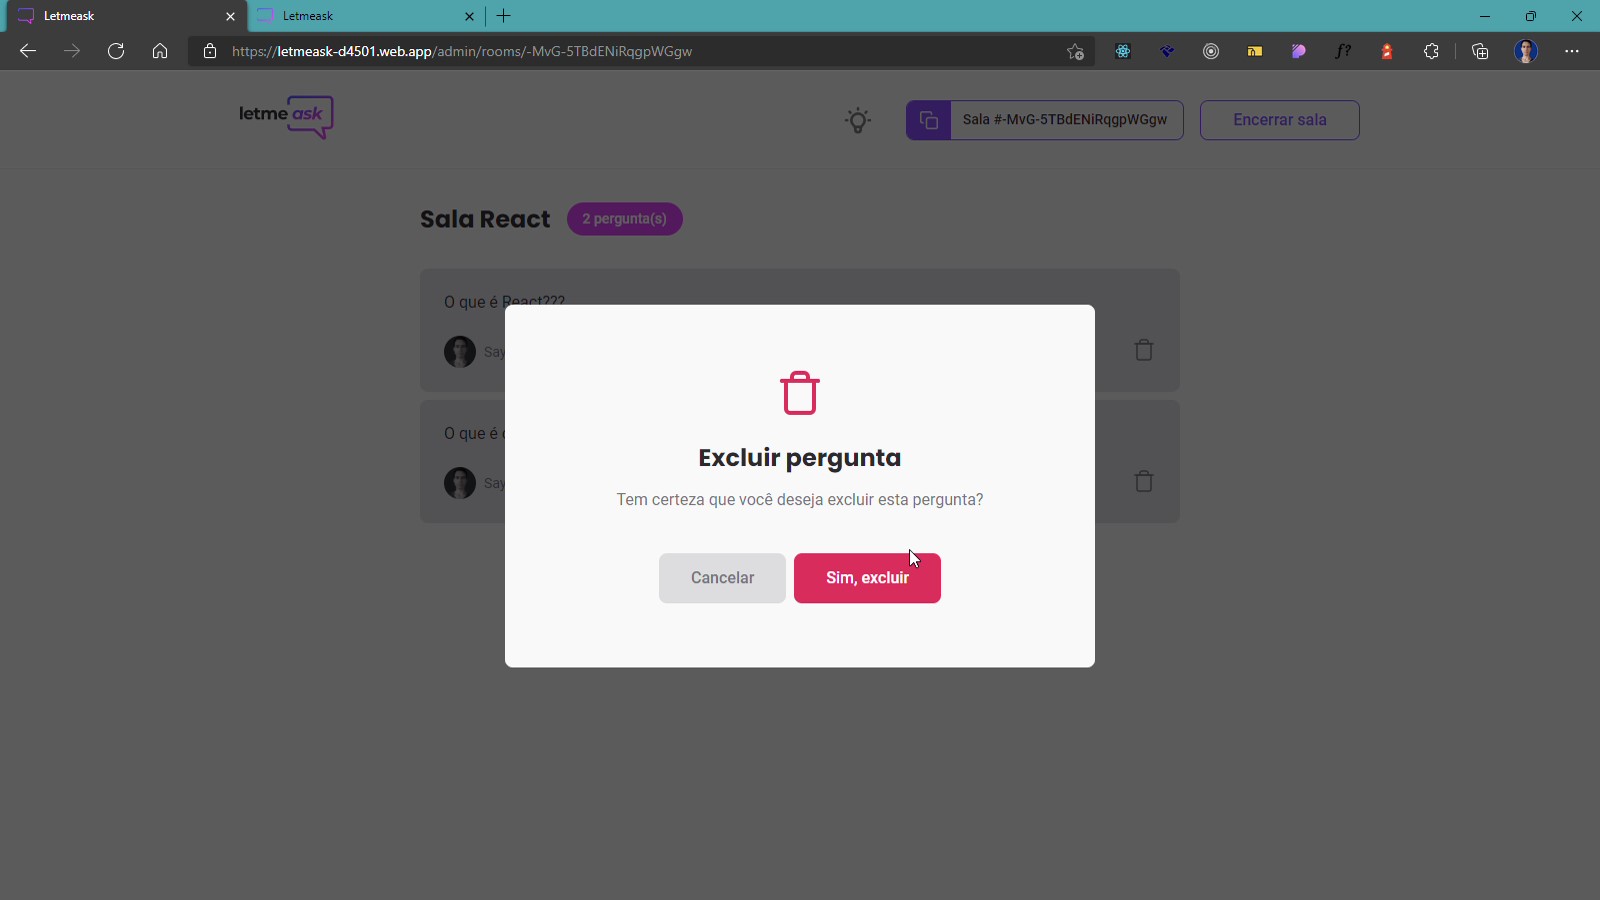 Letmeask
Letmeask
https://letmeask-d4501.web.app/admin/rooms/-MvG-5TBdENiRqgpWGgw
f?
letme ask
Sala #-MvG-5TBdENiRqgpWGgw
Encerrar sala
Sala React
2 pergunta(s)
O que é React???
Say
O que é
Say
Excluir pergunta
Tem certeza que você deseja excluir esta pergunta?
Cancelar
Sim, excluir